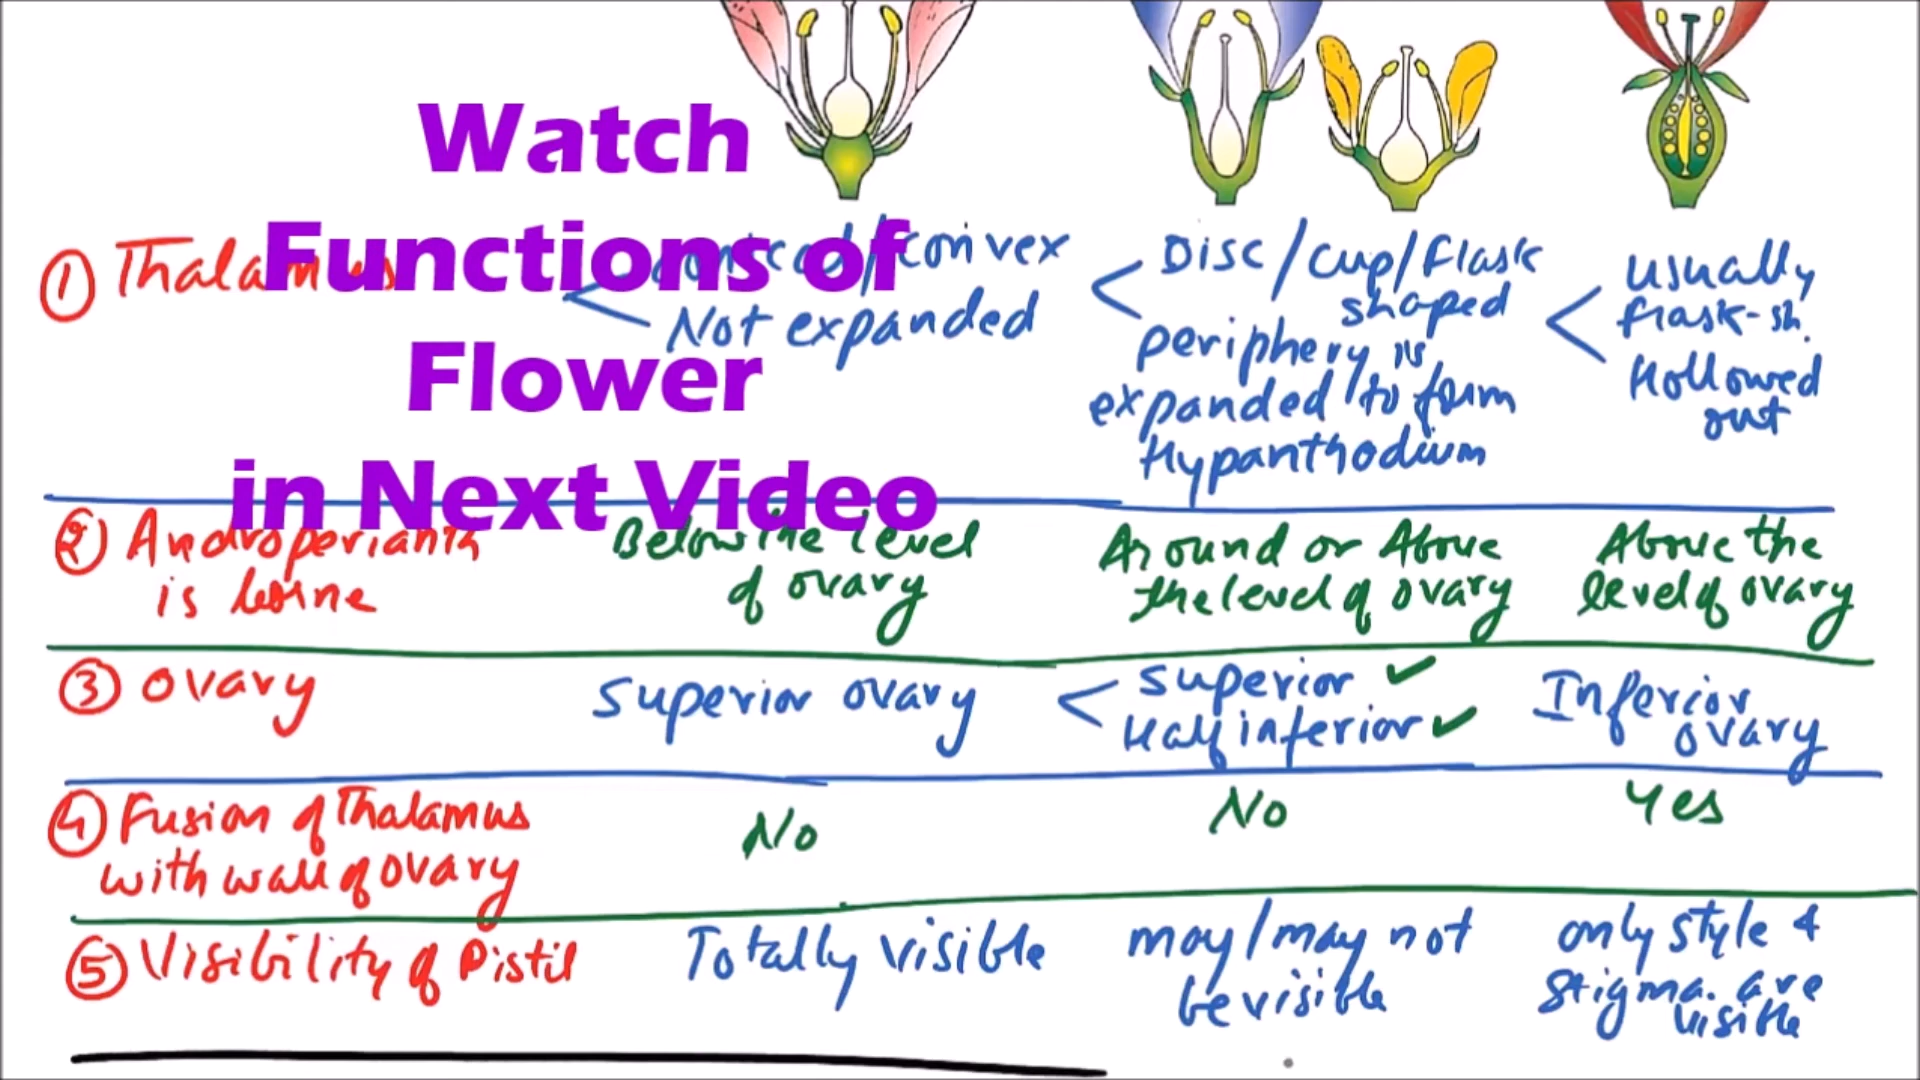 Watch
Functions of
Flower
in Next Video
① Thalamus
conical/convex
Not expanded
Disc/cup/flask
shaped
periphery is
expanded to form
Hypanthodium
usually
flask-sh.
Hollowed
out
② Androperianth
is borne
Below the level
of ovary
Around or Above
the level of ovary
Above the
level of ovary
③ Ovary
Superior ovary
superior ✓
Half inferior ✓
Inferior
ovary
④ Fusion of Thalamus
with wall of ovary
No
No
Yes
⑤ Visibility of Pistil
Totally visible
may/may not
be visible
only style &
stigma. are
visible